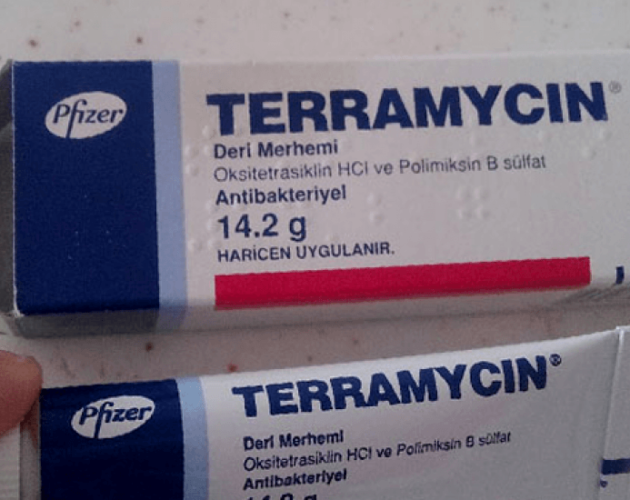 Pfizer
TERRAMYCIN®
Deri Merhemi
Oksitetrasiklin HCl ve Polimiksin B sülfat
Antibakteriyel
14.2 g
HARİCEN UYGULANIR.
Pfizer
TERRAMYCIN®
Deri Merhemi
Oksitetrasiklin HCl ve Polimiksin B sülfat
Antibakteriyel